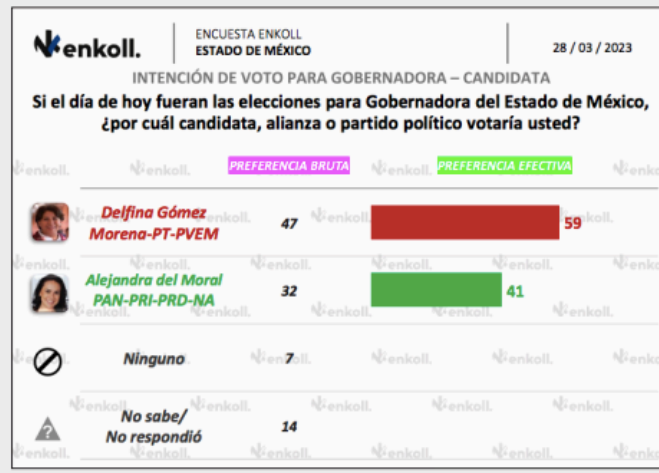 enkoll.
ENCUESTA ENKOLL
ESTADO DE MÉXICO
28 / 03 / 2023
INTENCIÓN DE VOTO PARA GOBERNADORA – CANDIDATA
Si el día de hoy fueran las elecciones para Gobernadora del Estado de México,
¿por cuál candidata, alianza o partido político votaría usted?
PREFERENCIA BRUTA PREFERENCIA EFECTIVA
Delfina Gómez
Morena-PT-PVEM
47
59
Alejandra del Moral
PAN-PRI-PRD-NA
32
41
Ninguno
7
?
No sabe/
No respondió
14